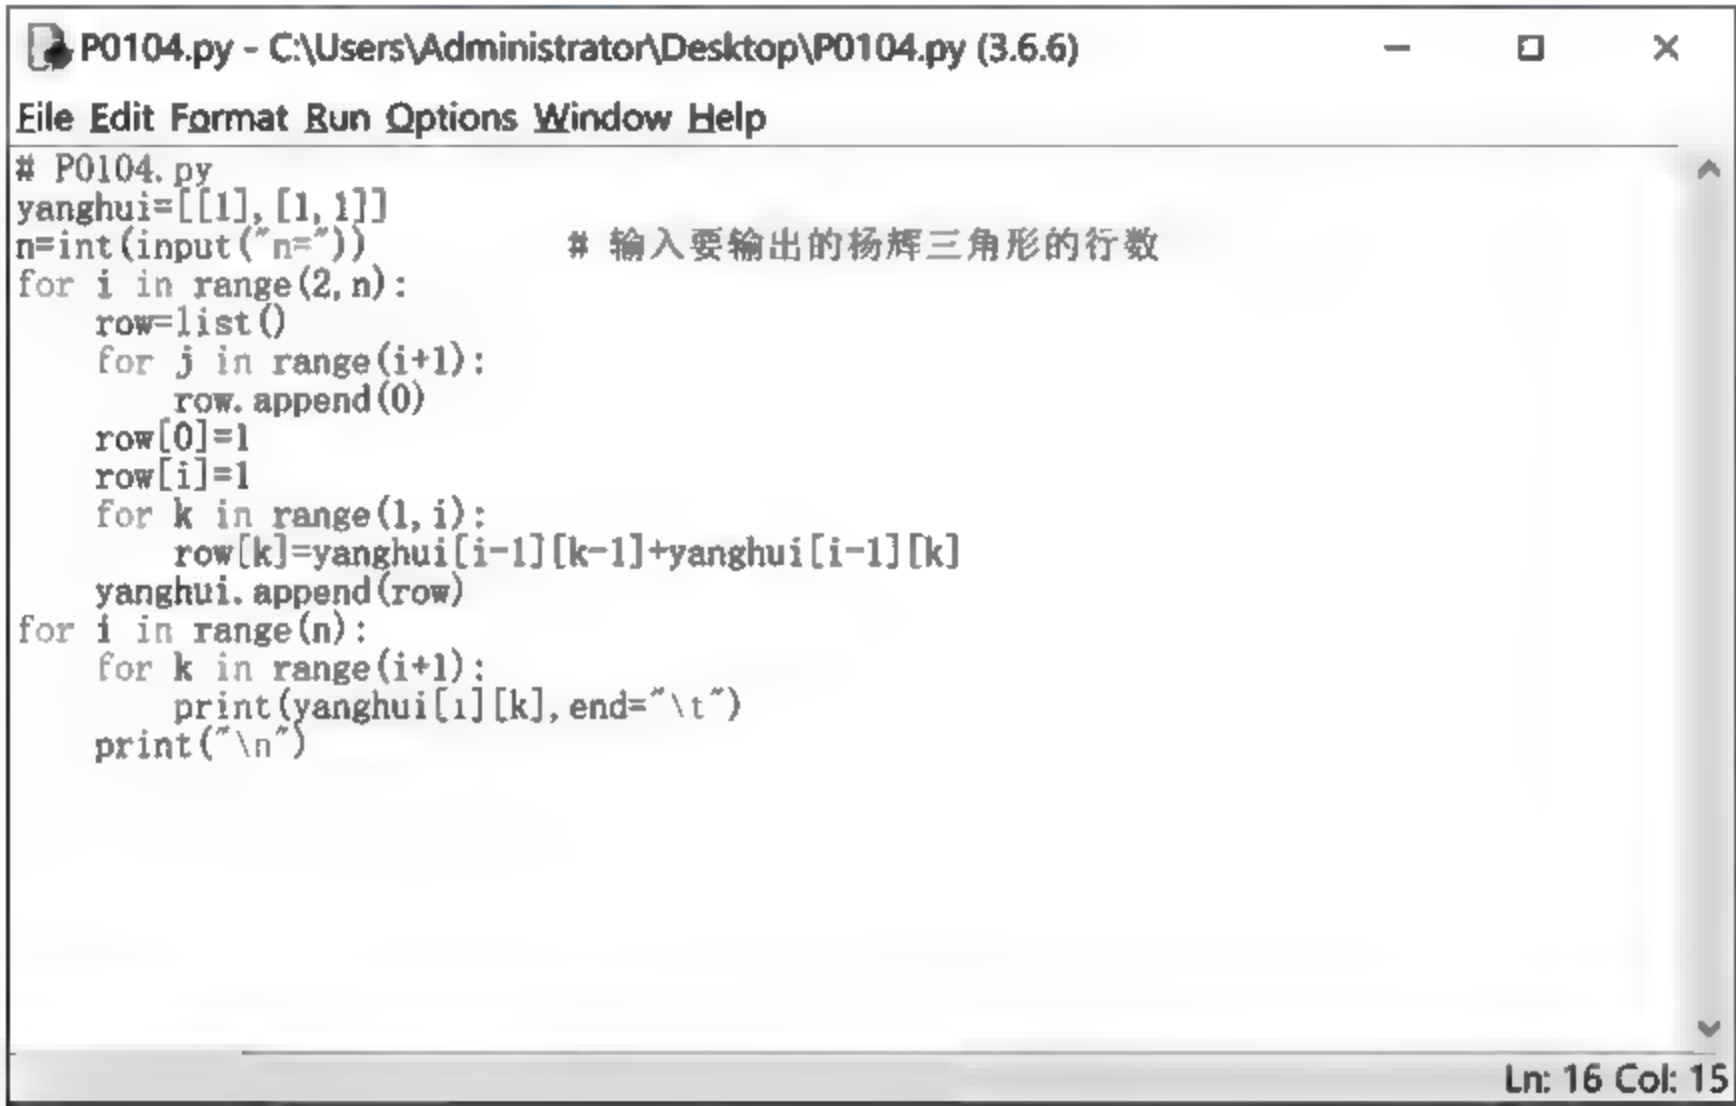 P0104.py - C:\Users\Administrator\Desktop\P0104.py (3.6.6)
File Edit Format Run Options Window Help
# P0104.py
yanghui=[[1],[1,1]]
n=int(input("n="))          # 输入要输出的杨辉三角形的行数
for i in range(2,n):
    row=list()
    for j in range(i+1):
        row.append(0)
    row[0]=1
    row[i]=1
    for k in range(1,i):
        row[k]=yanghui[i-1][k-1]+yanghui[i-1][k]
    yanghui.append(row)
for i in range(n):
    for k in range(i+1):
        print(yanghui[i][k],end="\t")
    print("\n")
Ln: 16 Col: 15